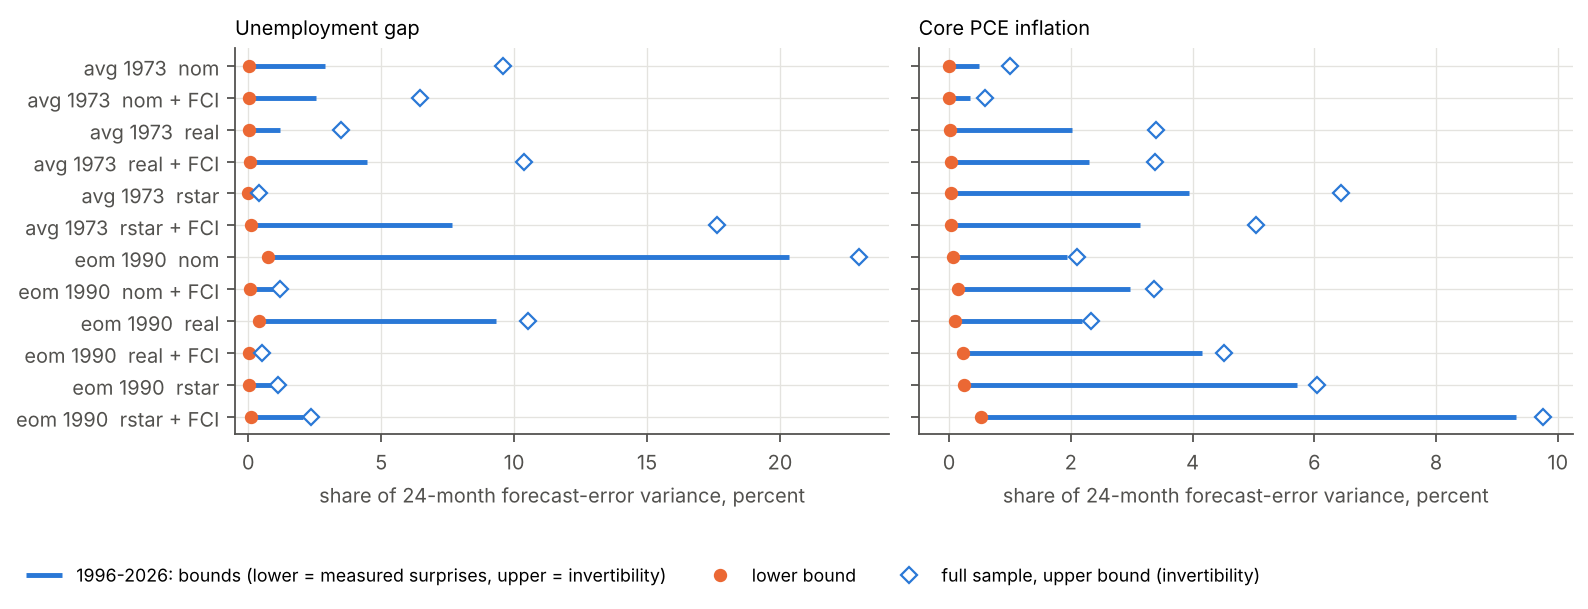 Unemployment gap
Core PCE inflation
avg 1973 nom
avg 1973 nom + FCI
avg 1973 real
avg 1973 real + FCI
avg 1973 rstar
avg 1973 rstar + FCI
eom 1990 nom
eom 1990 nom + FCI
eom 1990 real
eom 1990 real + FCI
eom 1990 rstar
eom 1990 rstar + FCI
0 5 10 15 20
0 2 4 6 8 10
share of 24-month forecast-error variance, percent
share of 24-month forecast-error variance, percent
1996-2026: bounds (lower = measured surprises, upper = invertibility)
lower bound
full sample, upper bound (invertibility)